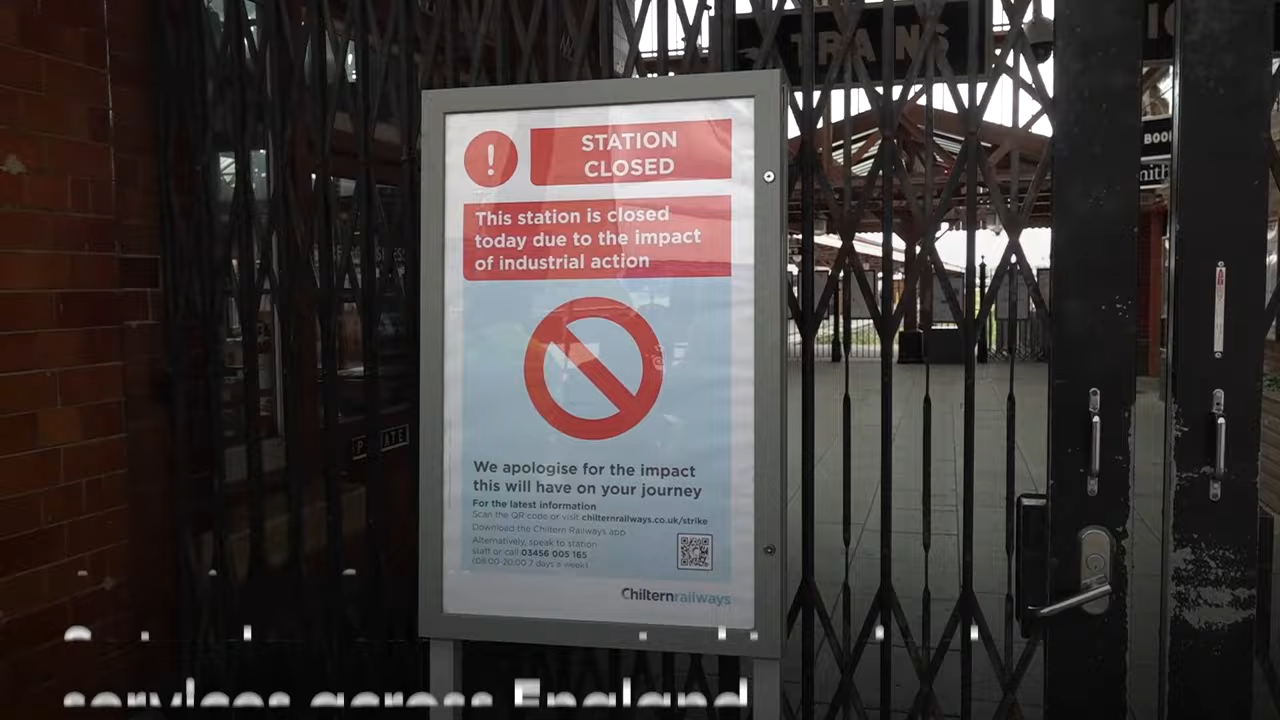 TRAINS
STATION
CLOSED
This station is closed
today due to the impact
of industrial action
We apologise for the impact
this will have on your journey
For the latest information
Scan the QR code or visit chilternrailways.co.uk/strike
Download the Chiltern Railways app
Alternatively, speak to station
staff or call 03456 005 165
(08:00-20:00 7 days a week)
Chilternrailways
services across England